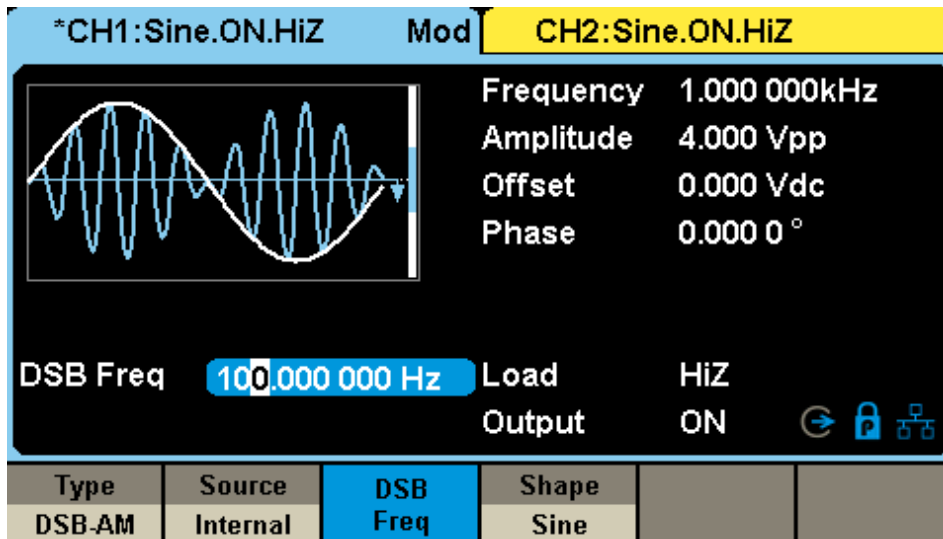 *CH1:Sine.ON.HiZ Mod CH2:Sine.ON.HiZ
Frequency 1.000 000kHz
Amplitude 4.000 Vpp
Offset 0.000 Vdc
Phase 0.000 0 °
DSB Freq 100.000 000 Hz Load HiZ
Output ON P
Type Source DSB Shape
DSB-AM Internal Freq Sine